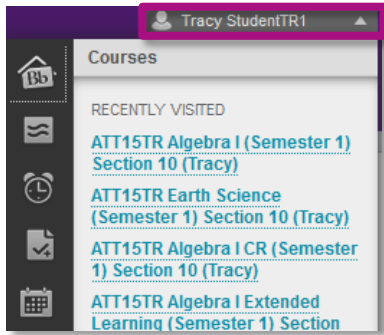 Tracy StudentTR1
Bb
Courses
RECENTLY VISITED
ATT15TR Algebra I (Semester 1)
Section 10 (Tracy)
ATT15TR Earth Science
(Semester 1) Section 10 (Tracy)
ATT15TR Algebra I CR (Semester
1) Section 10 (Tracy)
ATT15TR Algebra I Extended
Learning (Semester 1) Section